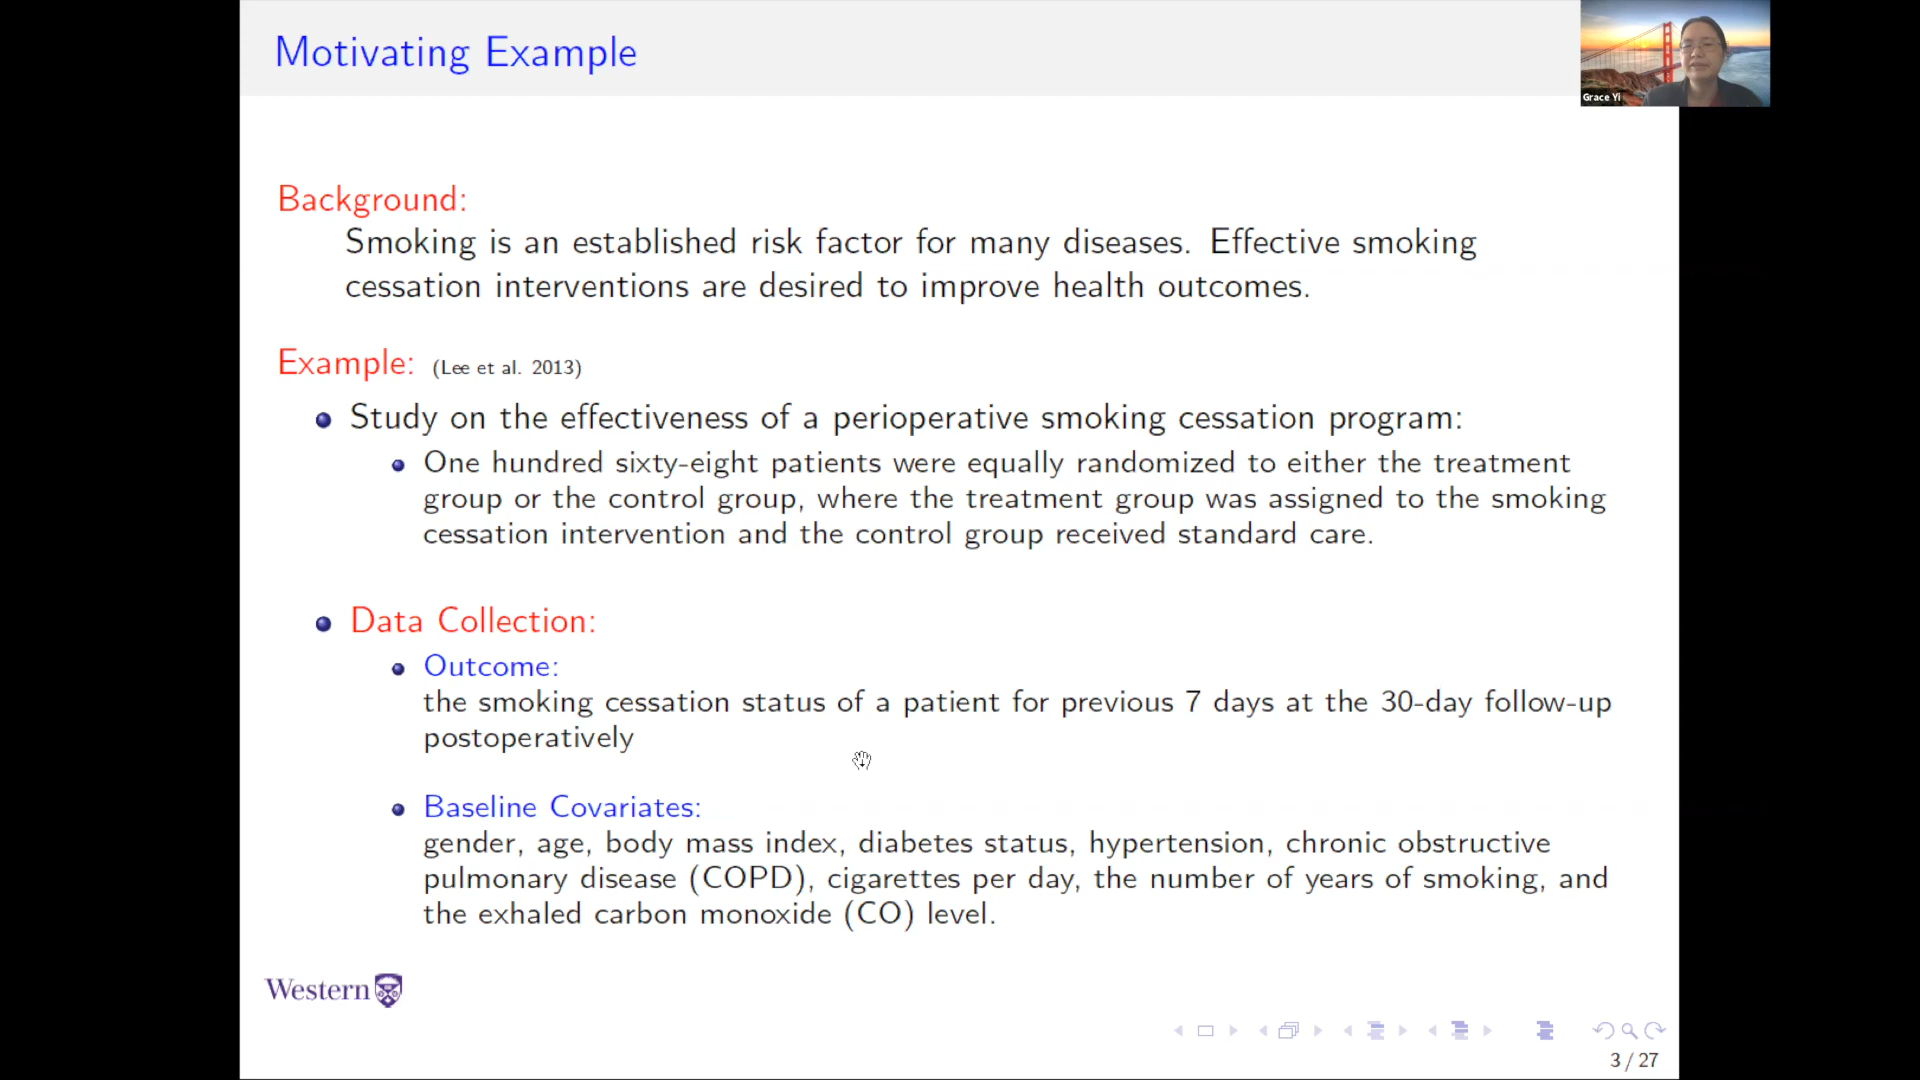 Motivating Example
Grace Yi
Background:
Smoking is an established risk factor for many diseases. Effective smoking
cessation interventions are desired to improve health outcomes.
Example: (Lee et al. 2013)
Study on the effectiveness of a perioperative smoking cessation program:
One hundred sixty-eight patients were equally randomized to either the treatment
group or the control group, where the treatment group was assigned to the smoking
cessation intervention and the control group received standard care.
Data Collection:
Outcome:
the smoking cessation status of a patient for previous 7 days at the 30-day follow-up
postoperatively
Baseline Covariates:
gender, age, body mass index, diabetes status, hypertension, chronic obstructive
pulmonary disease (COPD), cigarettes per day, the number of years of smoking, and
the exhaled carbon monoxide (CO) level.
Western
3 / 27